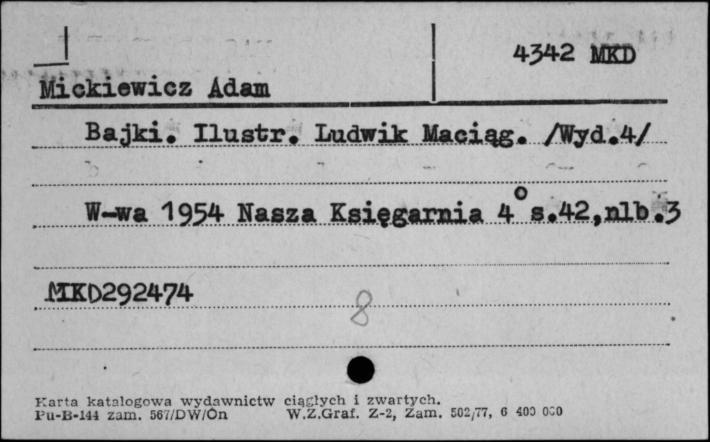 4342 MKD
Mickiewicz Adam
Bajki. Ilustr. Ludwik Maciąg. /Wyd.4/
W-wa 1954 Nasza Księgarnia 4° s.42,nlb.3
MKD292474
8
Karta katalogowa wydawnictw ciągłych i zwartych.
Pu-B-144 zam. 567/DW/Ón W.Z.Graf. Z-2, Zam. 502/77, 6 400 000